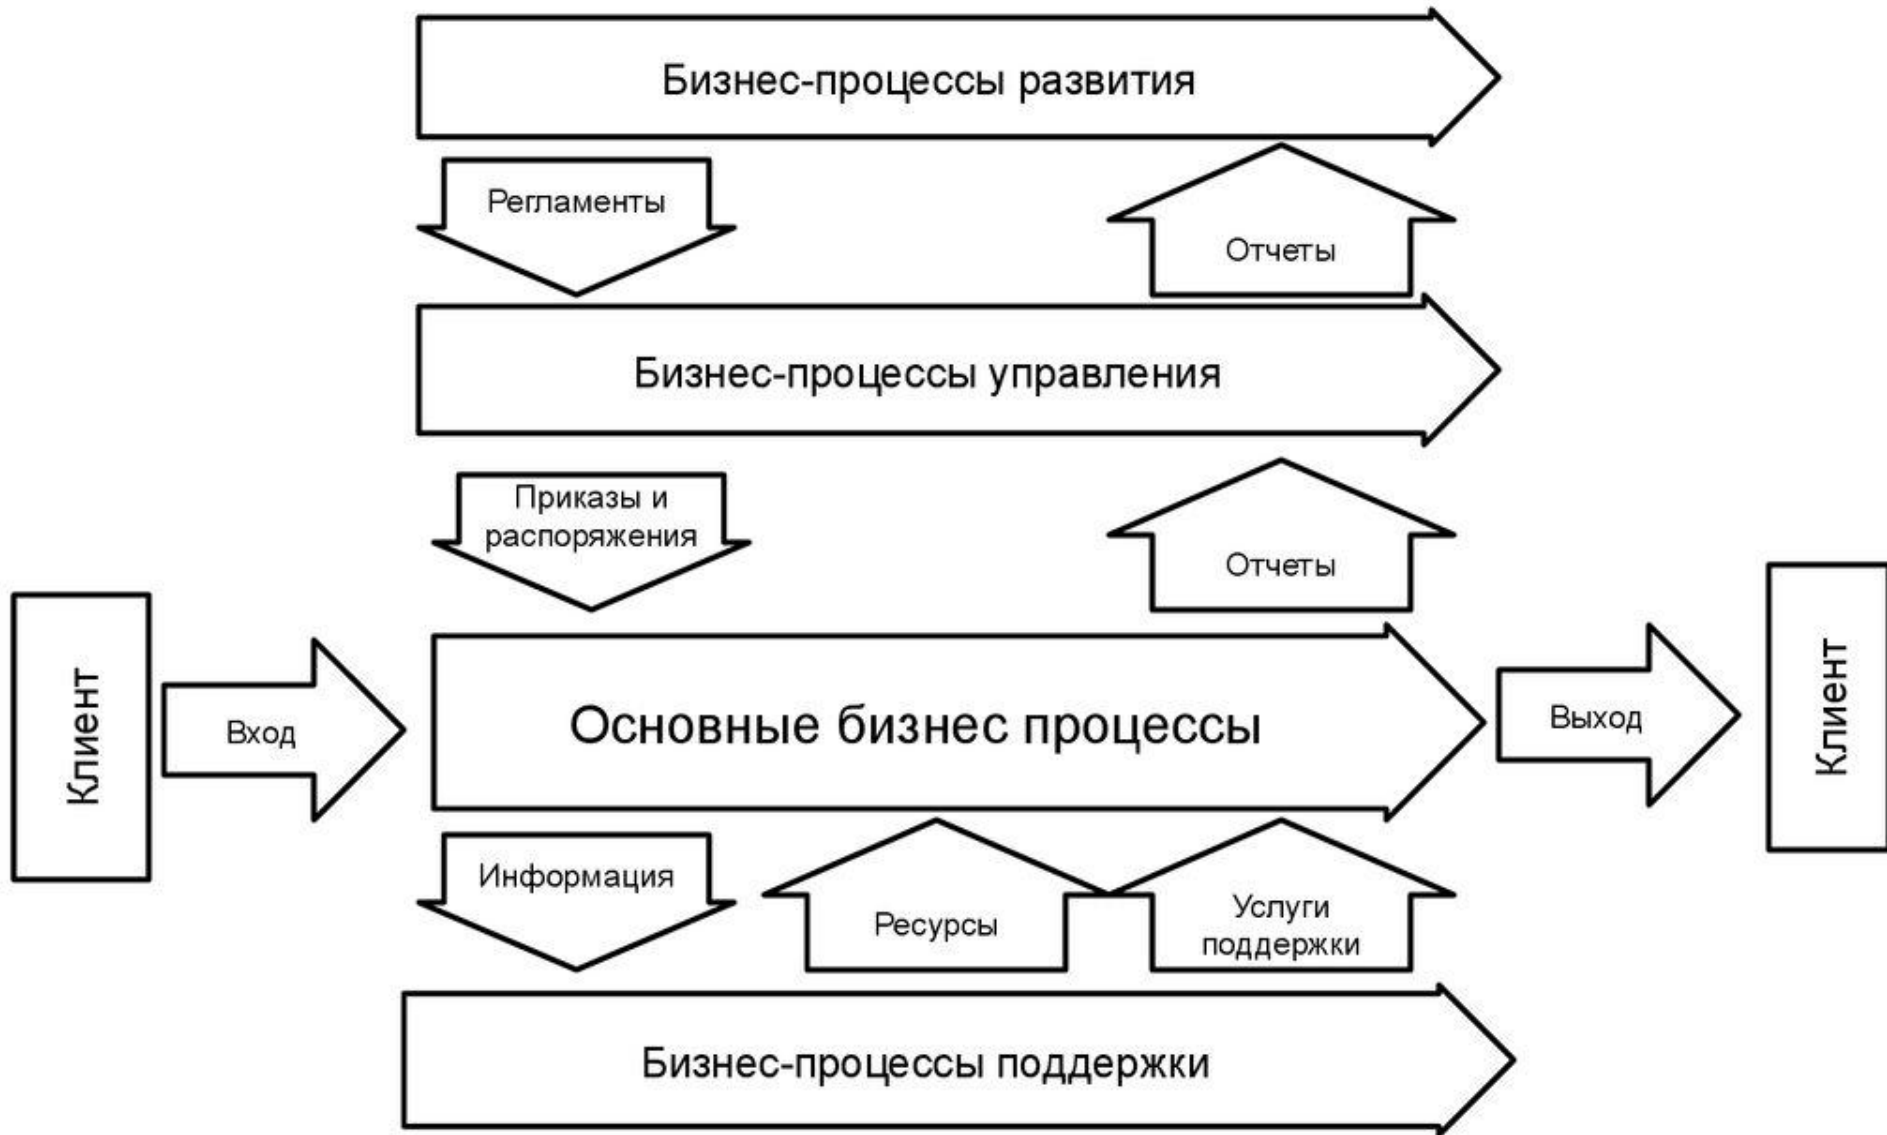 Бизнес-процессы развития
Регламенты
Отчеты
Бизнес-процессы управления
Приказы и
распоряжения
Отчеты
Клиент
Вход
Основные бизнес процессы
Выход
Клиент
Информация
Ресурсы
Услуги
поддержки
Бизнес-процессы поддержки